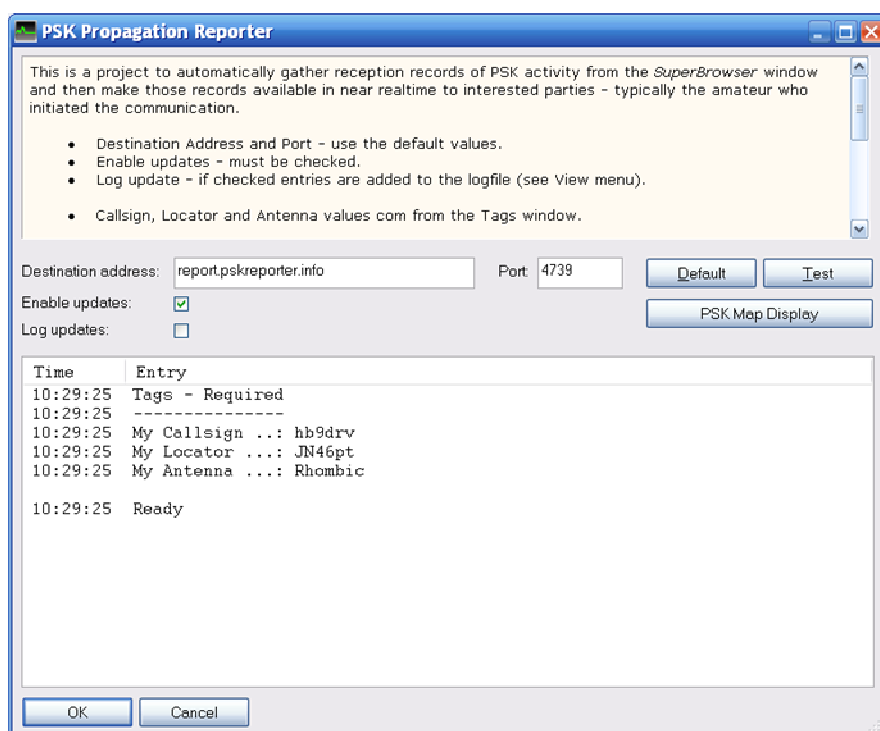 PSK Propagation Reporter
This is a project to automatically gather reception records of PSK activity from the SuperBrowser window
and then make those records available in near realtime to interested parties - typically the amateur who
initiated the communication.
• Destination Address and Port - use the default values.
• Enable updates - must be checked.
• Log update - if checked entries are added to the logfile (see View menu).
• Callsign, Locator and Antenna values com from the Tags window.
Destination address: report.pskreporter.info Port 4739 Default Test
Enable updates:
PSK Map Display
Log updates:
Time Entry
10:29:25 Tags - Required
10:29:25 ---------------
10:29:25 My Callsign ..: hb9drv
10:29:25 My Locator ...: JN46pt
10:29:25 My Antenna ...: Rhombic
10:29:25 Ready
OK Cancel